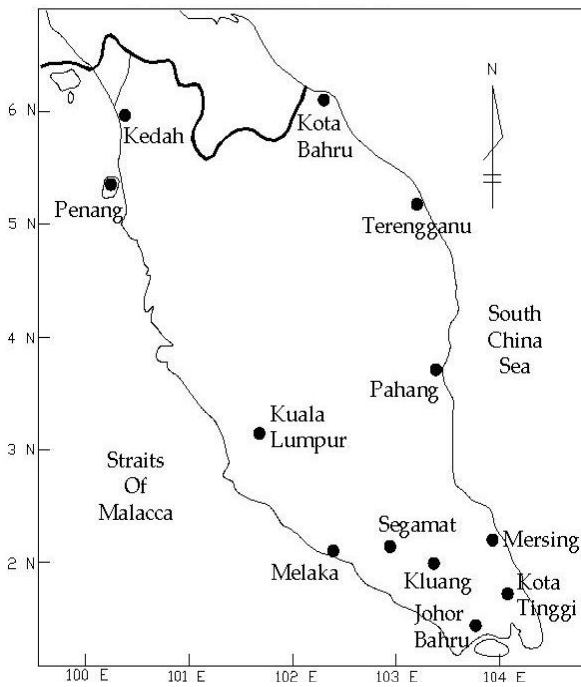 N
6 N
5 N
4 N
3 N
2 N
Kedah
Kota
Bahru
Penang
Terengganu
South
China
Sea
Pahang
Kuala
Lumpur
Straits
Of
Malacca
Segamat
Mersing
Melaka
Kluang
Kota
Tinggi
Johor
Bahru
100 E
101 E
102 E
103 E
104 E